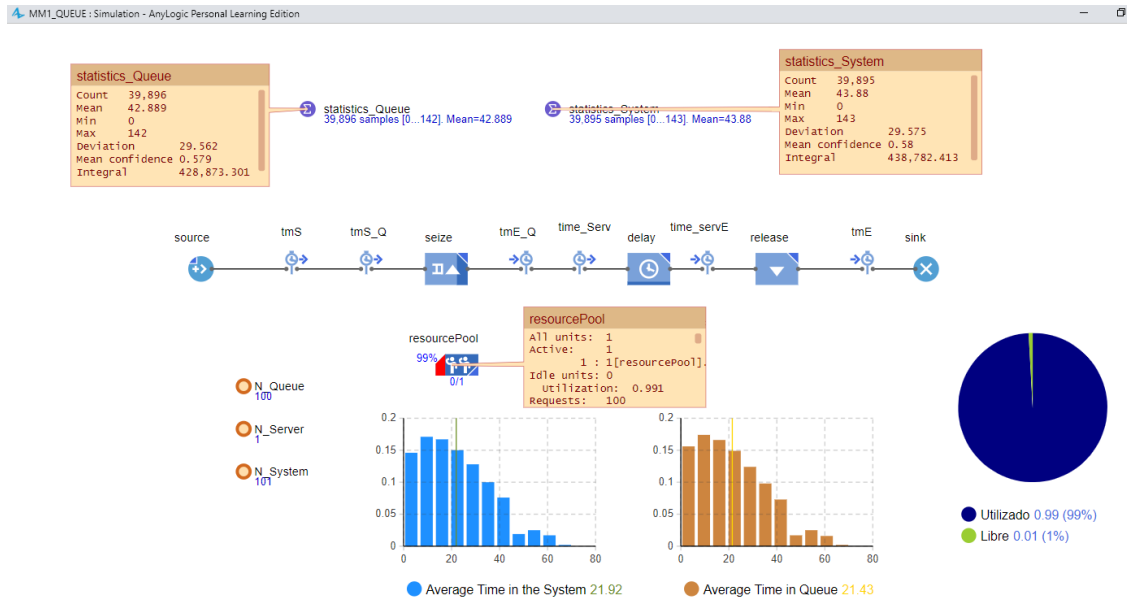 MM1_QUEUE : Simulation - AnyLogic Personal Learning Edition
statistics_Queue
Count 39,896
Mean 42.889
Min 0
Max 142
Deviation 29.562
Mean confidence 0.579
Integral 428,873.301
statistics_Queue
39,896 samples [0...142]. Mean=42.889
statistics_System
39,895 samples [0...143]. Mean=43.88
statistics_System
Count 39,895
Mean 43.88
Min 0
Max 143
Deviation 29.575
Mean confidence 0.58
Integral 438,782.413
source
tmS
tmS_Q
seize
tmE_Q
time_Serv
delay
time_servE
release
tmE
sink
resourcePool
99%
0/1
resourcePool
All units: 1
Active: 1
1 : 1[resourcePool].
Idle units: 0
Utilization: 0.991
Requests: 100
N_Queue
100
N_Server
1
N_System
101
0.2
0.15
0.1
0.05
0
0 20 40 60 80
Average Time in the System 21.92
0.2
0.15
0.1
0.05
0
0 20 40 60 80
Average Time in Queue 21.43
Utilizado 0.99 (99%)
Libre 0.01 (1%)